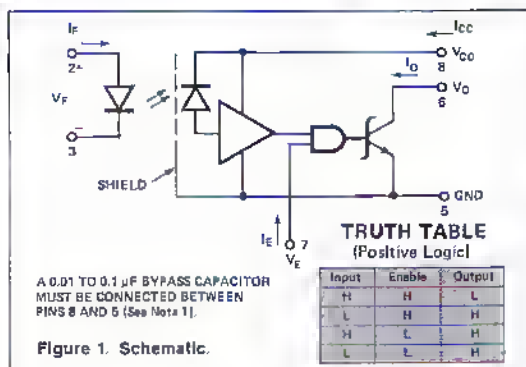 IF
ICC
2+
8 VCC
IO
6 VO
VF
3
SHIELD
5 GND
IE
7
VE
TRUTH TABLE
(Positive Logic)
Input Enable Output
H H L
L H H
H L H
L L H
A 0.01 TO 0.1 µF BYPASS CAPACITOR
MUST BE CONNECTED BETWEEN
PINS 8 AND 5 (See Note 1).
Figure 1. Schematic.